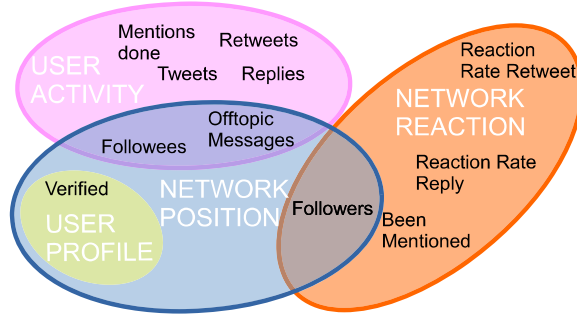 Mentions
done
Retweets
Tweets
Replies
USER
ACTIVITY
Offtopic
Messages
Followees
Verified
USER
PROFILE
NETWORK
POSITION
Followers
Reaction
Rate Retweet
NETWORK
REACTION
Reaction Rate
Reply
Been
Mentioned